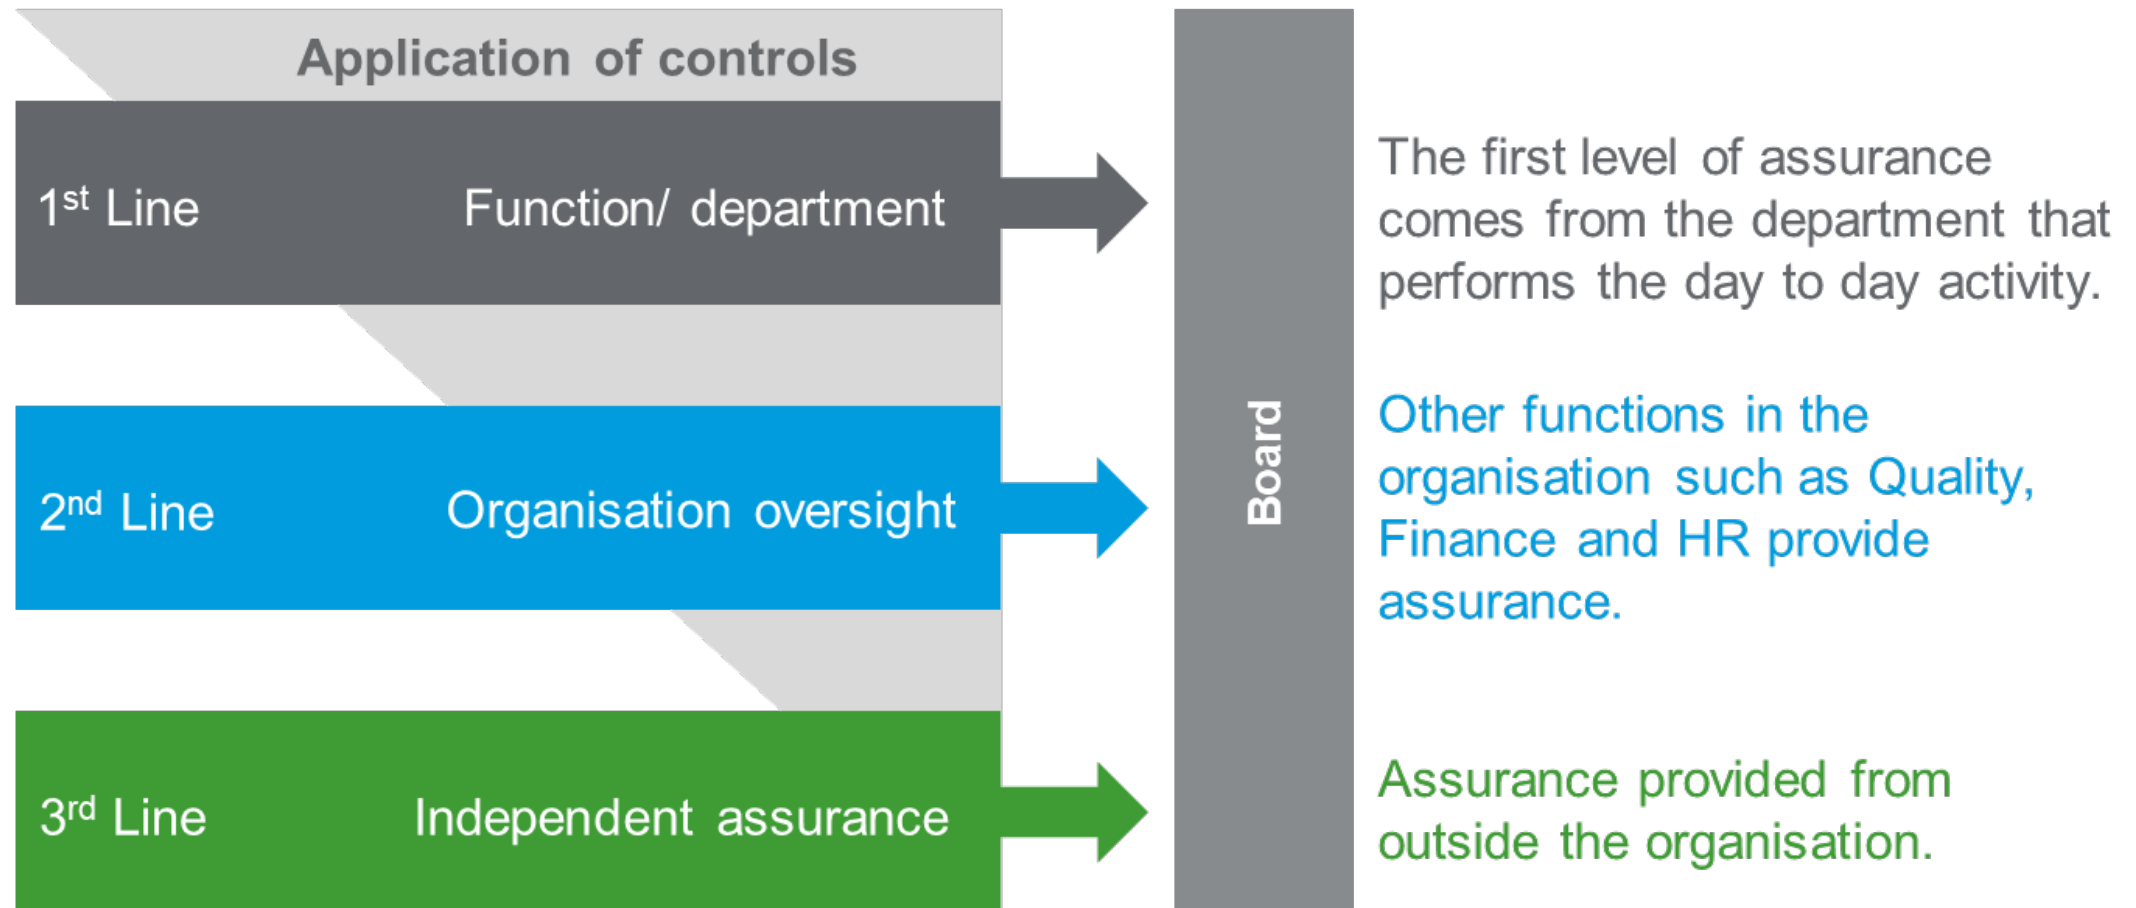 Application of controls
1st Line
Function/ department
The first level of assurance
comes from the department that
performs the day to day activity.
2nd Line
Organisation oversight
Board
Other functions in the
organisation such as Quality,
Finance and HR provide
assurance.
3rd Line
Independent assurance
Assurance provided from
outside the organisation.